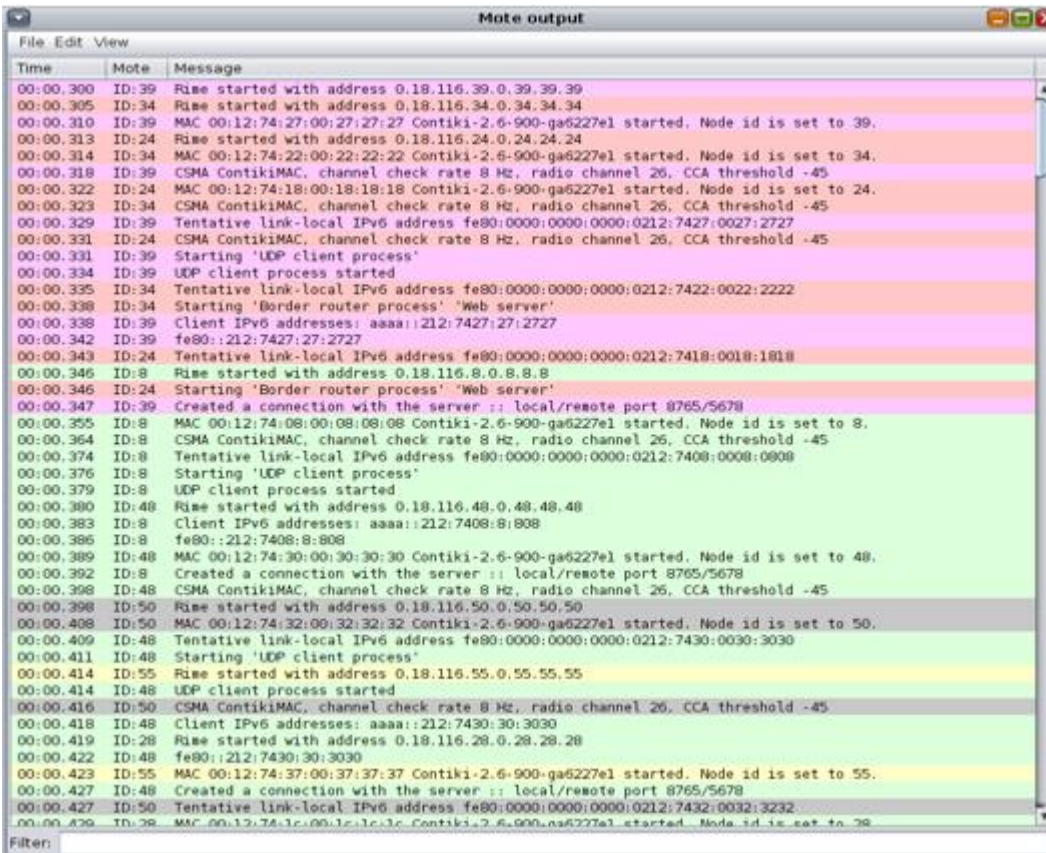 Mote output
File Edit View
Time Mote Message
00:00.300 ID:39 Rime started with address 0.18.116.39.0.39.39.39
00:00.305 ID:34 Rime started with address 0.18.116.34.0.34.34.34
00:00.310 ID:39 MAC 00:12:74:27:00:27:27:27 Contiki-2.6-900-ga6227e1 started. Node id is set to 39.
00:00.313 ID:24 Rime started with address 0.18.116.24.0.24.24.24
00:00.314 ID:34 MAC 00:12:74:22:00:22:22:22 Contiki-2.6-900-ga6227e1 started. Node id is set to 34.
00:00.318 ID:39 CSMA ContikiMAC, channel check rate 8 Hz, radio channel 26, CCA threshold -45
00:00.322 ID:24 MAC 00:12:74:18:00:18:18:18 Contiki-2.6-900-ga6227e1 started. Node id is set to 24.
00:00.323 ID:34 CSMA ContikiMAC, channel check rate 8 Hz, radio channel 26, CCA threshold -45
00:00.329 ID:39 Tentative link-local IPv6 address fe80:0000:0000:0000:0212:7427:0027:2727
00:00.331 ID:24 CSMA ContikiMAC, channel check rate 8 Hz, radio channel 26, CCA threshold -45
00:00.331 ID:39 Starting 'UDP client process'
00:00.334 ID:39 UDP client process started
00:00.335 ID:34 Tentative link-local IPv6 address fe80:0000:0000:0000:0212:7422:0022:2222
00:00.338 ID:34 Starting 'Border router process' 'Web server'
00:00.338 ID:39 Client IPv6 addresses: aaaa::212:7427:27:2727
00:00.342 ID:39 fe80::212:7427:27:2727
00:00.343 ID:24 Tentative link-local IPv6 address fe80:0000:0000:0000:0212:7418:0018:1818
00:00.346 ID:8 Rime started with address 0.18.116.8.0.8.8.8
00:00.346 ID:24 Starting 'Border router process' 'Web server'
00:00.347 ID:39 Created a connection with the server :: local/remote port 8765/5678
00:00.355 ID:8 MAC 00:12:74:08:00:08:08:08 Contiki-2.6-900-ga6227e1 started. Node id is set to 8.
00:00.364 ID:8 CSMA ContikiMAC, channel check rate 8 Hz, radio channel 26, CCA threshold -45
00:00.374 ID:8 Tentative link-local IPv6 address fe80:0000:0000:0000:0212:7408:0008:0808
00:00.376 ID:8 Starting 'UDP client process'
00:00.379 ID:8 UDP client process started
00:00.380 ID:48 Rime started with address 0.18.116.48.0.48.48.48
00:00.383 ID:8 Client IPv6 addresses: aaaa::212:7408:8:808
00:00.386 ID:8 fe80::212:7408:8:808
00:00.389 ID:48 MAC 00:12:74:30:00:30:30:30 Contiki-2.6-900-ga6227e1 started. Node id is set to 48.
00:00.392 ID:8 Created a connection with the server :: local/remote port 8765/5678
00:00.398 ID:48 CSMA ContikiMAC, channel check rate 8 Hz, radio channel 26, CCA threshold -45
00:00.398 ID:50 Rime started with address 0.18.116.50.0.50.50.50
00:00.408 ID:50 MAC 00:12:74:32:00:32:32:32 Contiki-2.6-900-ga6227e1 started. Node id is set to 50.
00:00.409 ID:48 Tentative link-local IPv6 address fe80:0000:0000:0000:0212:7430:0030:3030
00:00.411 ID:48 Starting 'UDP client process'
00:00.414 ID:55 Rime started with address 0.18.116.55.0.55.55.55
00:00.414 ID:48 UDP client process started
00:00.416 ID:50 CSMA ContikiMAC, channel check rate 8 Hz, radio channel 26, CCA threshold -45
00:00.418 ID:48 Client IPv6 addresses: aaaa::212:7430:30:3030
00:00.419 ID:28 Rime started with address 0.18.116.28.0.28.28.28
00:00.422 ID:48 fe80::212:7430:30:3030
00:00.423 ID:55 MAC 00:12:74:37:00:37:37:37 Contiki-2.6-900-ga6227e1 started. Node id is set to 55.
00:00.427 ID:48 Created a connection with the server :: local/remote port 8765/5678
00:00.427 ID:50 Tentative link-local IPv6 address fe80:0000:0000:0000:0212:7432:0032:3232
00:00.429 ID:28 MAC 00:12:74:1c:00:1c:1c:1c Contiki-2.6-900-ga6227e1 started. Node id is set to 28.
Filter: